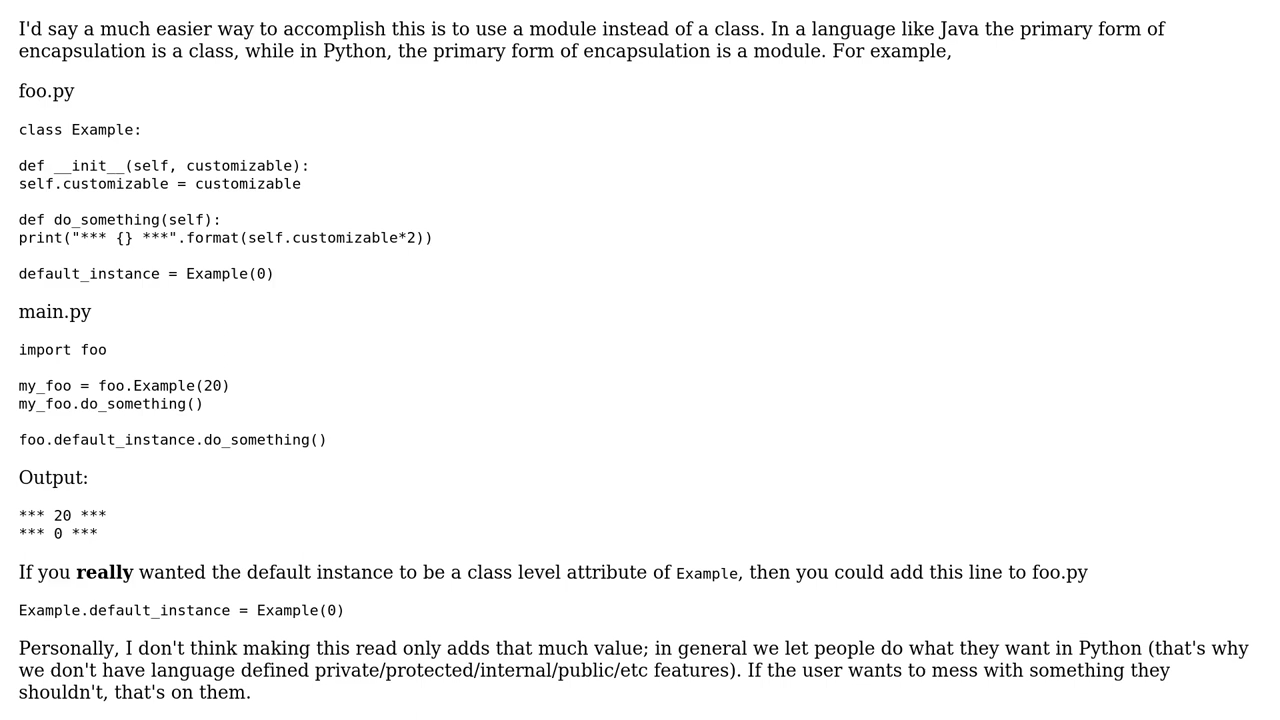 I'd say a much easier way to accomplish this is to use a module instead of a class. In a language like Java the primary form of
encapsulation is a class, while in Python, the primary form of encapsulation is a module. For example,
foo.py
class Example:
def __init__(self, customizable):
self.customizable = customizable
def do_something(self):
print("*** {} ***".format(self.customizable*2))
default_instance = Example(0)
main.py
import foo
my_foo = foo.Example(20)
my_foo.do_something()
foo.default_instance.do_something()
Output:
*** 20 ***
*** 0 ***
If you really wanted the default instance to be a class level attribute of Example, then you could add this line to foo.py
Example.default_instance = Example(0)
Personally, I don't think making this read only adds that much value; in general we let people do what they want in Python (that's why
we don't have language defined private/protected/internal/public/etc features). If the user wants to mess with something they
shouldn't, that's on them.